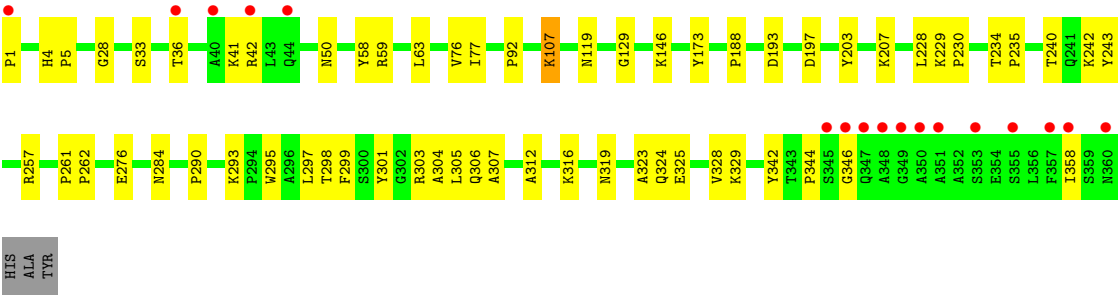 P1 H4 P5 G28 S33 T36 A40 K41 R42 L43 Q44 N50 Y58 R59 L63 V76 I77 P92 K107 N119 G129 K146 Y173 P188 D193 D197 Y203 K207 L228 K229 P230 T234 P235 T240 Q241 K242 Y243
R257 P261 P262 E276 N284 P290 K293 P294 W295 A296 L297 T298 F299 S300 Y301 G302 R303 A304 L305 Q306 A307 A312 K316 N319 A323 Q324 E325 V328 K329 Y342 T343 P344 S345 G346 Q347 A348 G349 A350 A351 A352 S353 E354 S355 L356 F357 I358 S359 N360
HIS ALA TYR